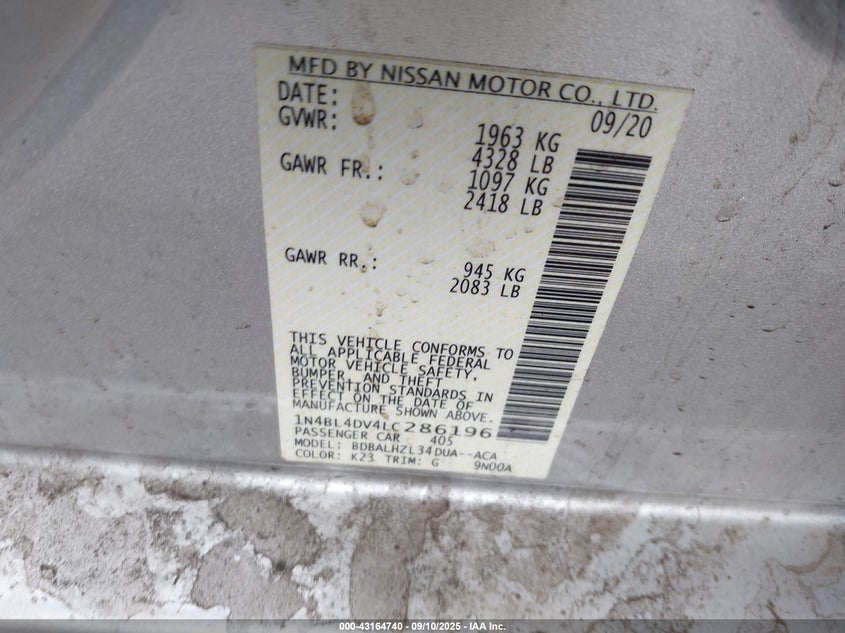 MFD BY NISSAN MOTOR CO., LTD.
DATE: 09/20
GVWR: 1963 KG
4328 LB
GAWR FR.: 1097 KG
2418 LB
GAWR RR.: 945 KG
2083 LB
THIS VEHICLE CONFORMS TO
ALL APPLICABLE FEDERAL
MOTOR VEHICLE SAFETY,
BUMPER, AND THEFT
PREVENTION STANDARDS IN
EFFECT ON THE DATE OF
MANUFACTURE SHOWN ABOVE.
1N4BL4DV4LC286196
PASSENGER CAR 405
MODEL: BDBALHZL34DUA--ACA
COLOR: K23 TRIM: G 9N00A
000-43164740 - 09/10/2025 - IAA Inc.